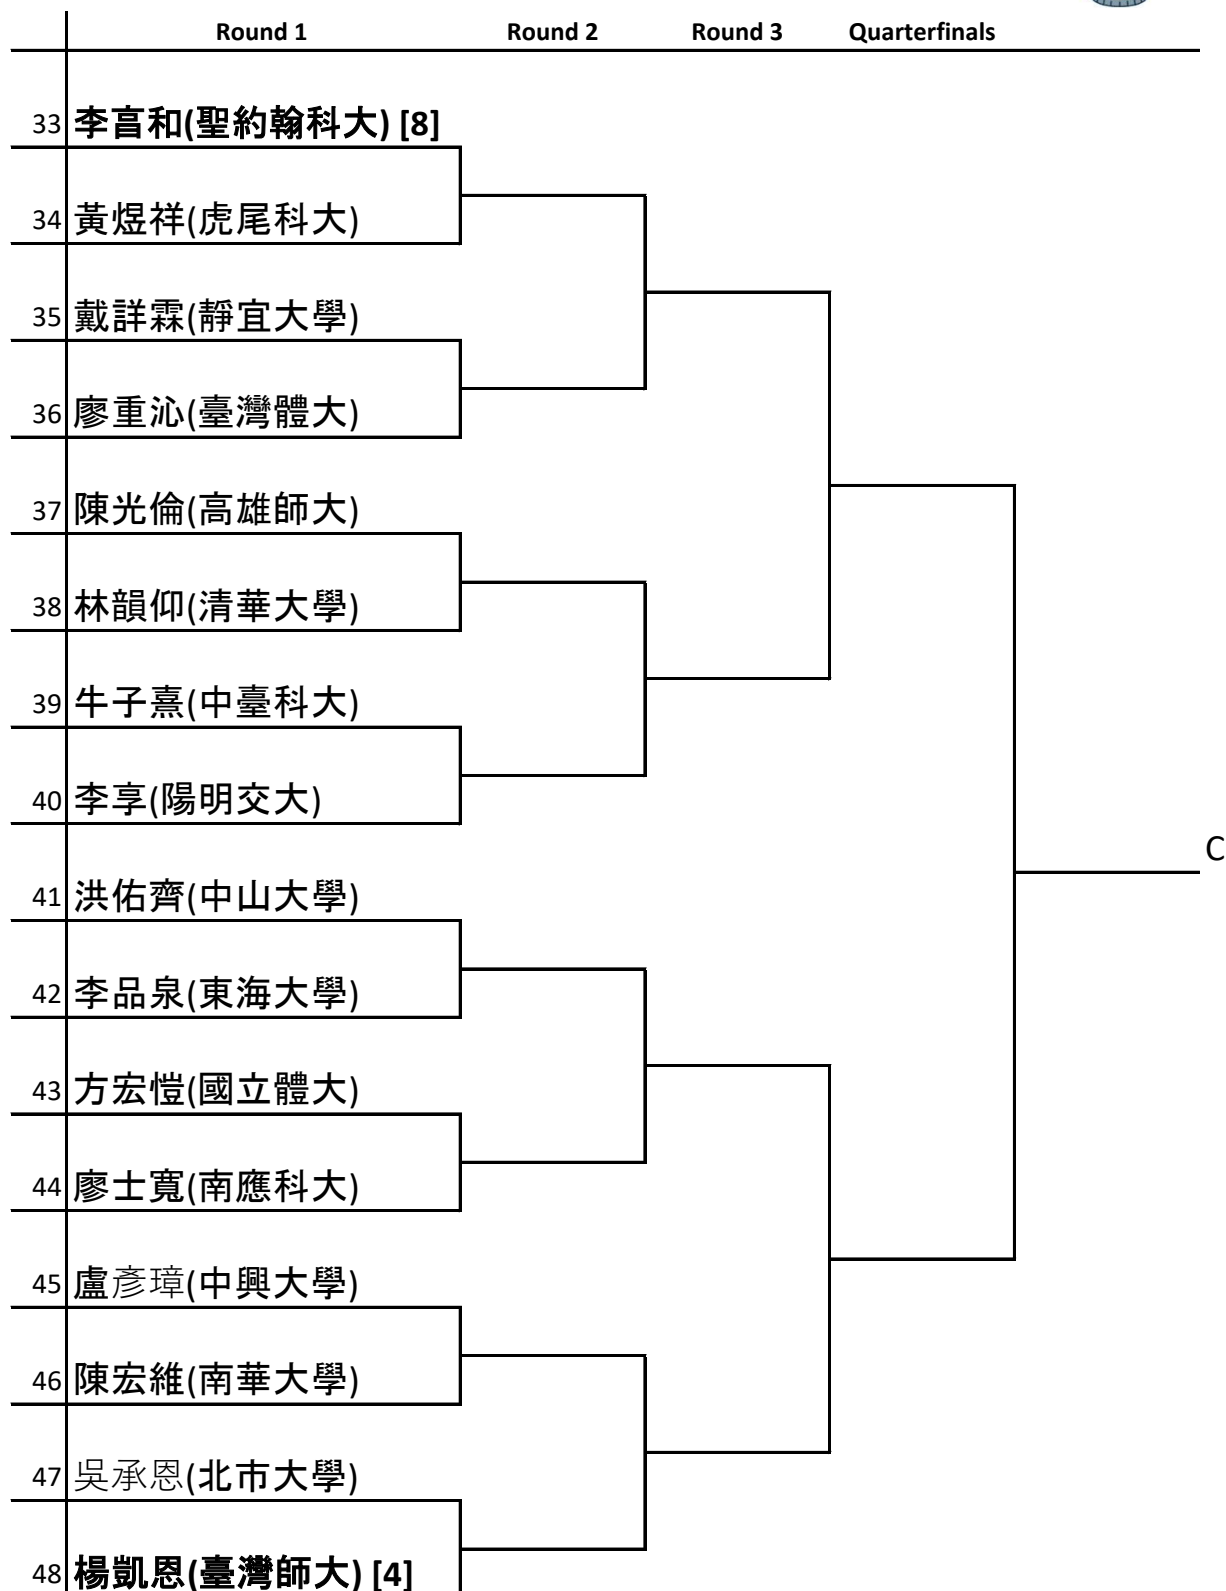 Round 1 Round 2 Round 3 Quarterfinals
33 李亯和(聖約翰科大) [8]
34 黃煜祥(虎尾科大)
35 戴詳霖(靜宜大學)
36 廖重沁(臺灣體大)
37 陳光倫(高雄師大)
38 林韻仰(清華大學)
39 牛子熹(中臺科大)
40 李享(陽明交大)
C
41 洪佑齊(中山大學)
42 李品泉(東海大學)
43 方宏愷(國立體大)
44 廖士寬(南應科大)
45 盧彥璋(中興大學)
46 陳宏維(南華大學)
47 吳承恩(北市大學)
48 楊凱恩(臺灣師大) [4]